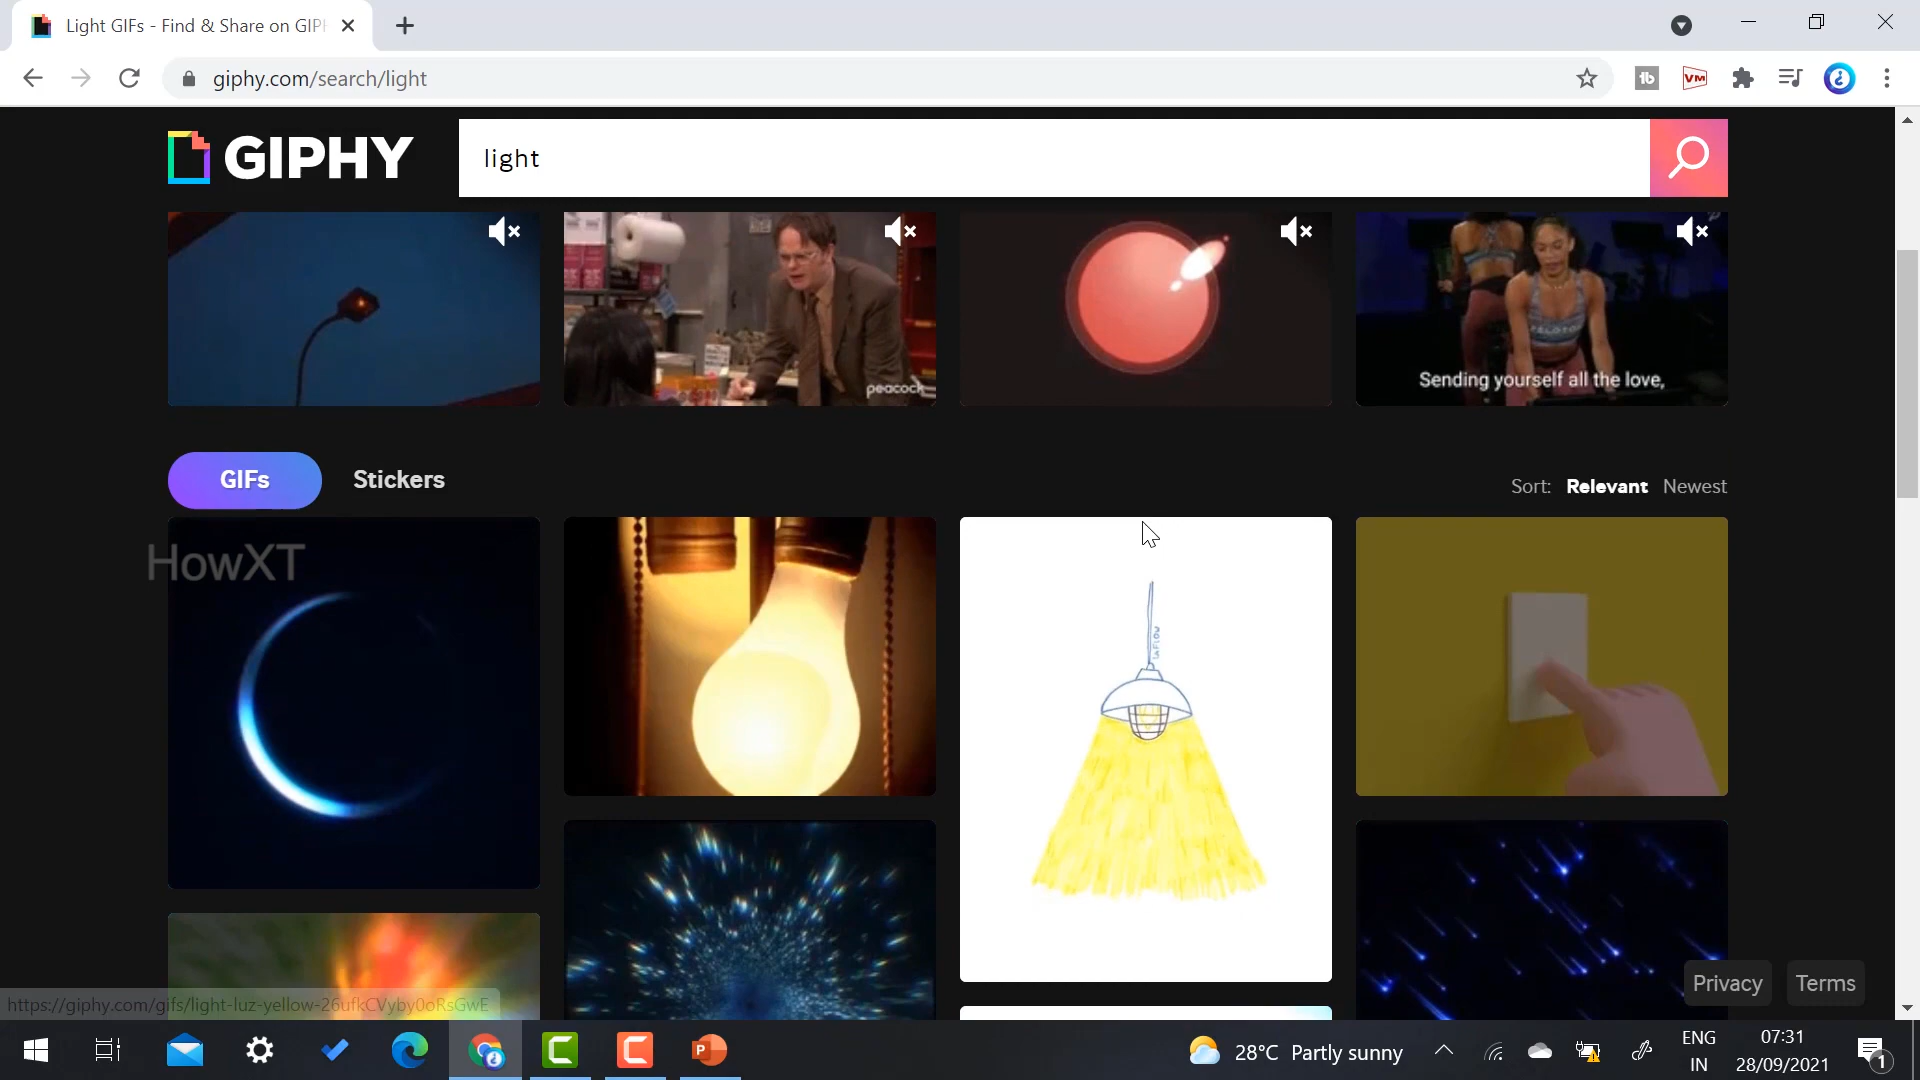 Light GIFs - Find & Share on GIPH
giphy.com/search/light
GIPHY
light
peacock
Sending yourself all the love,
GIFs
Stickers
Sort: Relevant Newest
HowXT
LAFLOW
Privacy
Terms
https://giphy.com/gifs/light-luz-yellow-26ufkCVyby0oRsGwE
28°C Partly sunny
ENG
IN
07:31
28/09/2021
1